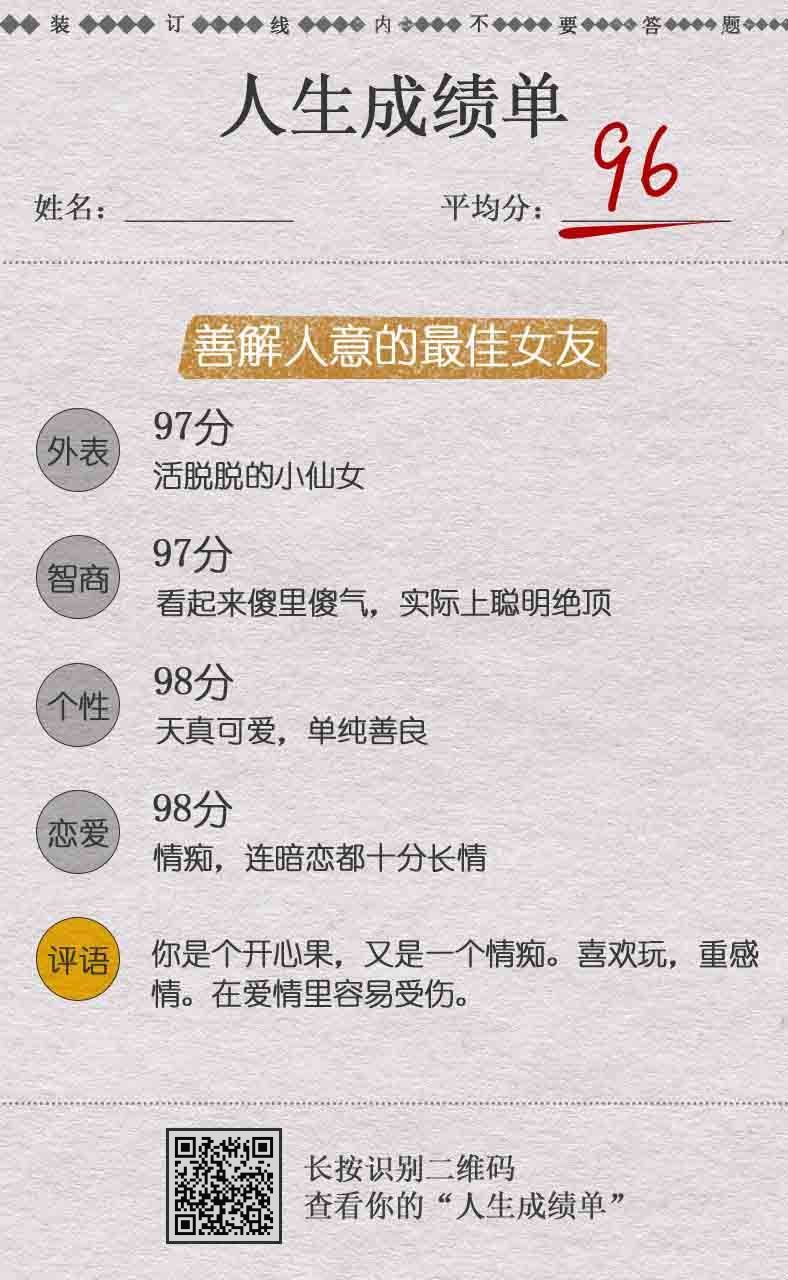 装订线内不要答题
人生成绩单
姓名：
平均分：96
善解人意的最佳女友
外表
97分
活脱脱的小仙女
智商
97分
看起来傻里傻气，实际上聪明绝顶
个性
98分
天真可爱，单纯善良
恋爱
98分
情痴，连暗恋都十分长情
评语
你是个开心果，又是一个情痴。喜欢玩，重感
情。在爱情里容易受伤。
长按识别二维码
查看你的“人生成绩单”